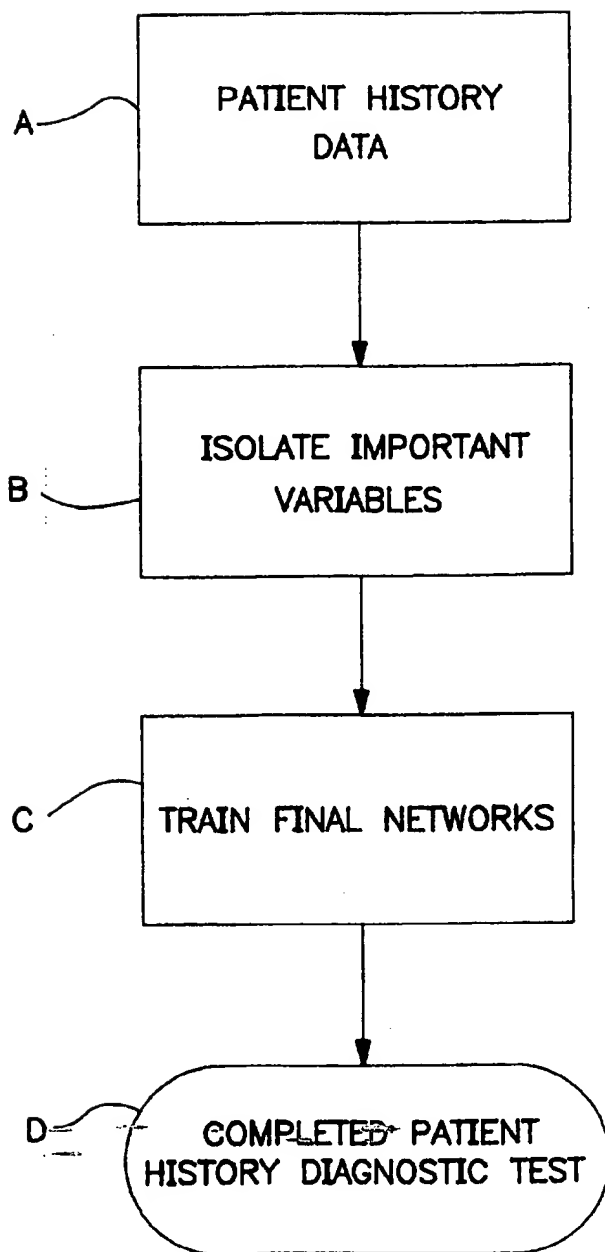 A
PATIENT HISTORY
DATA
B
ISOLATE IMPORTANT
VARIABLES
C
TRAIN FINAL NETWORKS
D
COMPLETED PATIENT
HISTORY DIAGNOSTIC TEST